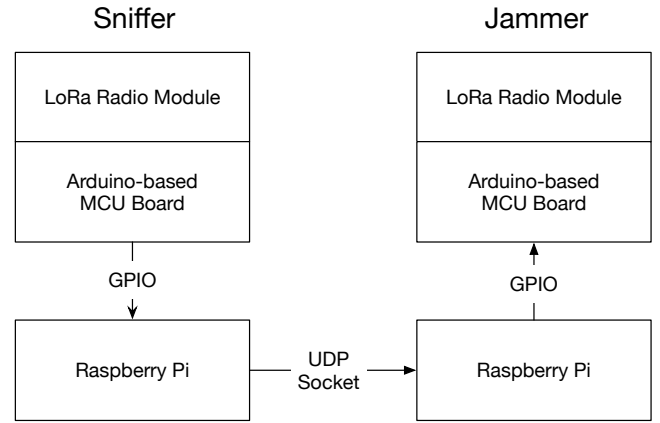 Sniffer
Jammer
LoRa Radio Module
LoRa Radio Module
Arduino-based
MCU Board
Arduino-based
MCU Board
GPIO
GPIO
Raspberry Pi
UDP
Socket
Raspberry Pi